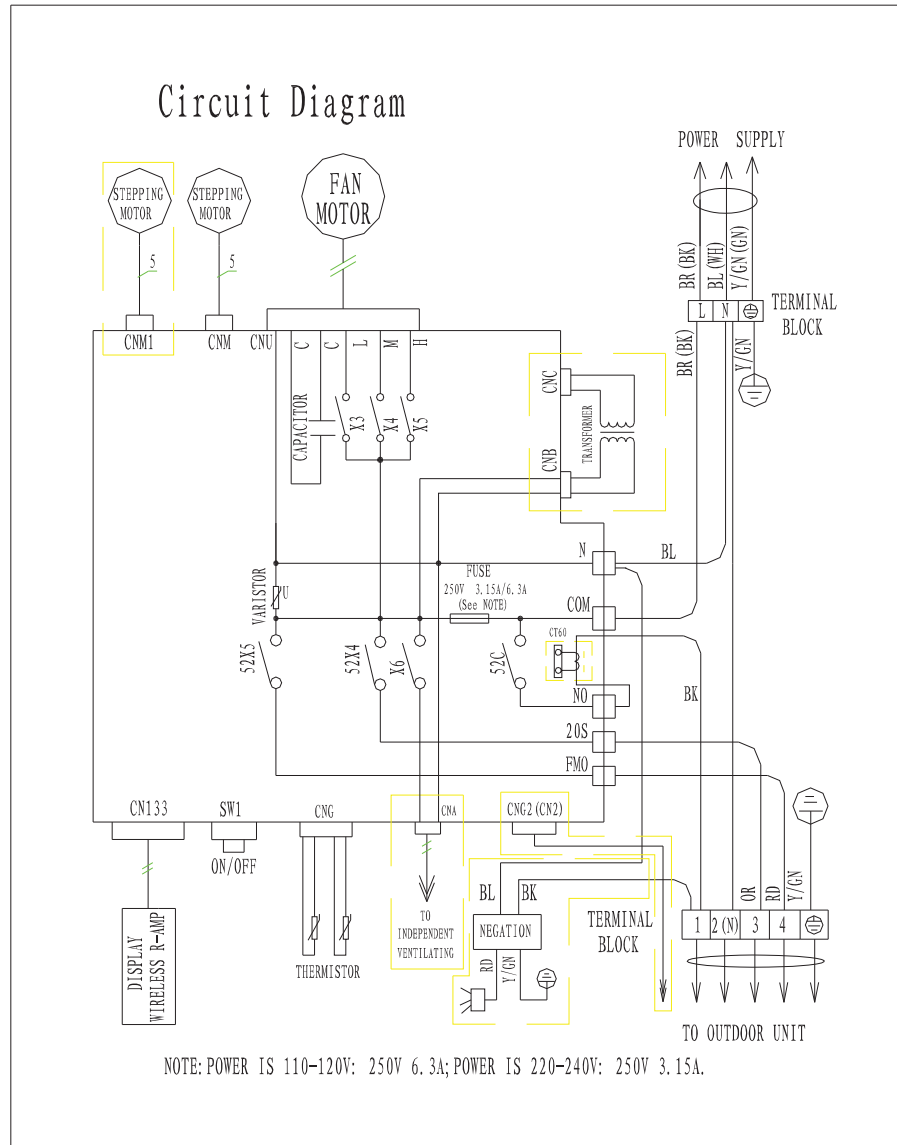 Circuit Diagram
POWER SUPPLY
STEPPING
MOTOR
STEPPING
MOTOR
FAN
MOTOR
5
5
BR(BK)
BL(WH)
Y/GN(GN)
L
N
TERMINAL
BLOCK
CNM1
CNM
CNU
C
C
L
M
H
BR(BK)
Y/GN
CAPACITOR
X3
X4
X5
CNC
TRANSFORMER
CNB
N
BL
FUSE
250V 3.15A/6.3A
(See NOTE)
VARISTOR
U
COM
CT60
52X5
52X4
X6
52C
NO
BK
20S
FMO
CN133
SW1
CNG
CNA
CNG2(CN2)
ON/OFF
BL
BK
OR
RD
Y/GN
TO
INDEPENDENT
VENTILATING
NEGATION
TERMINAL
BLOCK
1
2(N)
3
4
DISPLAY
WIRELESS R-AMP
THERMISTOR
RD
Y/GN
TO OUTDOOR UNIT
NOTE: POWER IS 110-120V: 250V 6.3A; POWER IS 220-240V: 250V 3.15A.